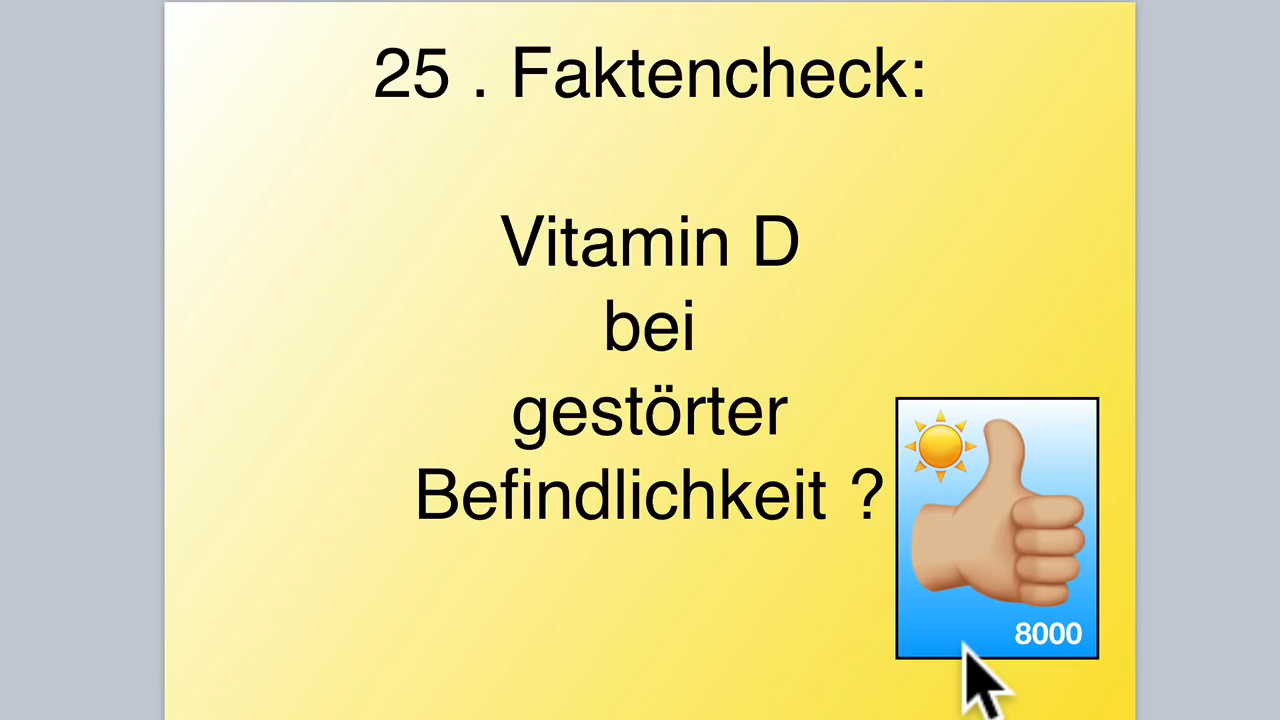 25 . Faktencheck:
Vitamin D
bei
gestörter
Befindlichkeit ?
8000